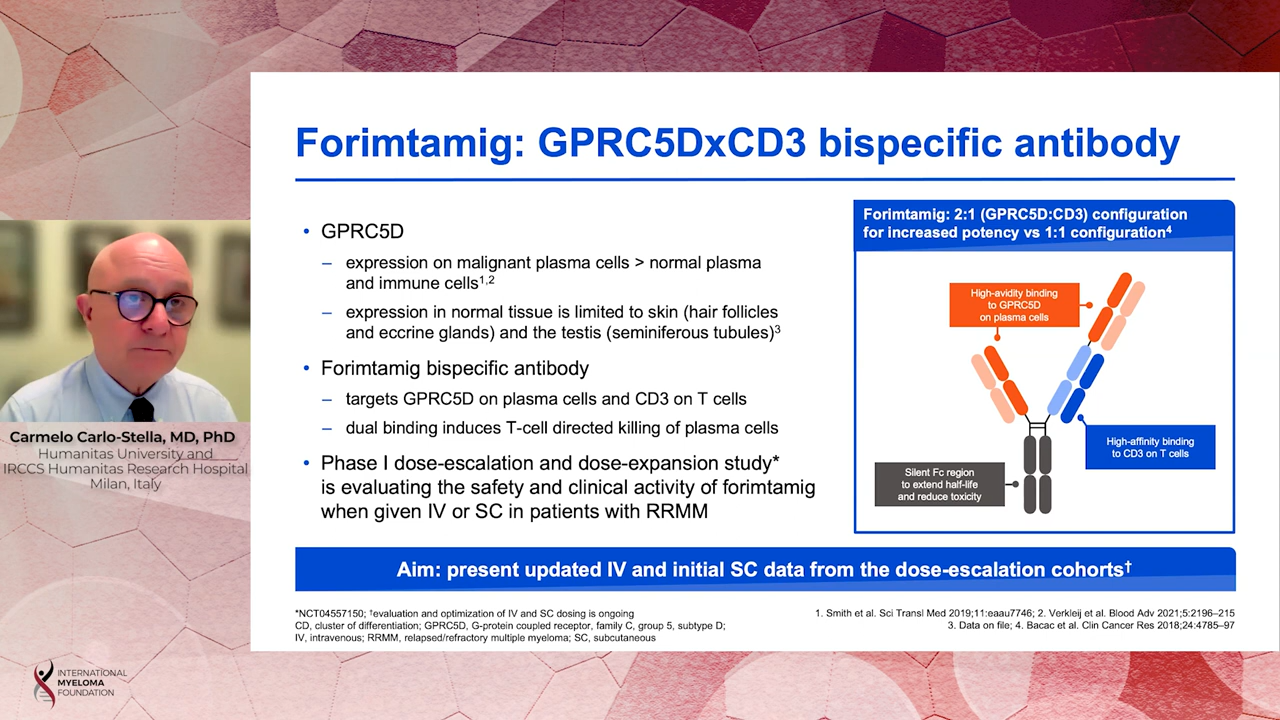 Forimtamig: GPRC5DxCD3 bispecific antibody
• GPRC5D
– expression on malignant plasma cells > normal plasma
and immune cells1,2
– expression in normal tissue is limited to skin (hair follicles
and eccrine glands) and the testis (seminiferous tubules)3
• Forimtamig bispecific antibody
– targets GPRC5D on plasma cells and CD3 on T cells
– dual binding induces T-cell directed killing of plasma cells
• Phase I dose-escalation and dose-expansion study*
is evaluating the safety and clinical activity of forimtamig
when given IV or SC in patients with RRMM
Forimtamig: 2:1 (GPRC5D:CD3) configuration
for increased potency vs 1:1 configuration4
High-avidity binding
to GPRC5D
on plasma cells
High-affinity binding
to CD3 on T cells
Silent Fc region
to extend half-life
and reduce toxicity
Aim: present updated IV and initial SC data from the dose-escalation cohorts†
*NCT04557150; †evaluation and optimization of IV and SC dosing is ongoing
CD, cluster of differentiation; GPRC5D, G-protein coupled receptor, family C, group 5, subtype D;
IV, intravenous; RRMM, relapsed/refractory multiple myeloma; SC, subcutaneous
1. Smith et al. Sci Transl Med 2019;11:eaau7746; 2. Verkleij et al. Blood Adv 2021;5:2196–215
3. Data on file; 4. Bacac et al. Clin Cancer Res 2018;24:4785–97
Carmelo Carlo-Stella, MD, PhD
Humanitas University and
IRCCS Humanitas Research Hospital
Milan, Italy
INTERNATIONAL
MYELOMA
FOUNDATION